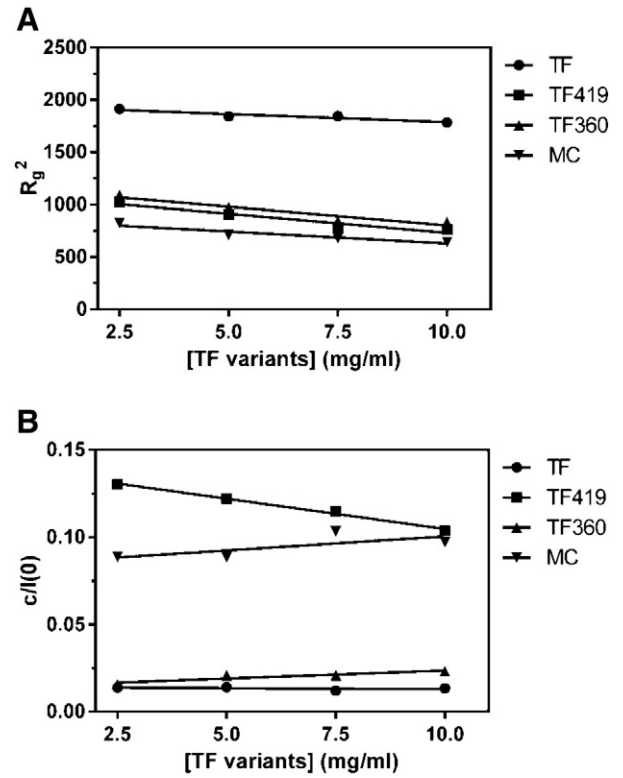 A
2500
2000
1500
1000
500
0
Rg²
2.5 5.0 7.5 10.0
[TF variants] (mg/ml)
TF
TF419
TF360
MC
B
0.15
0.10
0.05
0.00
c/I(0)
2.5 5.0 7.5 10.0
[TF variants] (mg/ml)
TF
TF419
TF360
MC